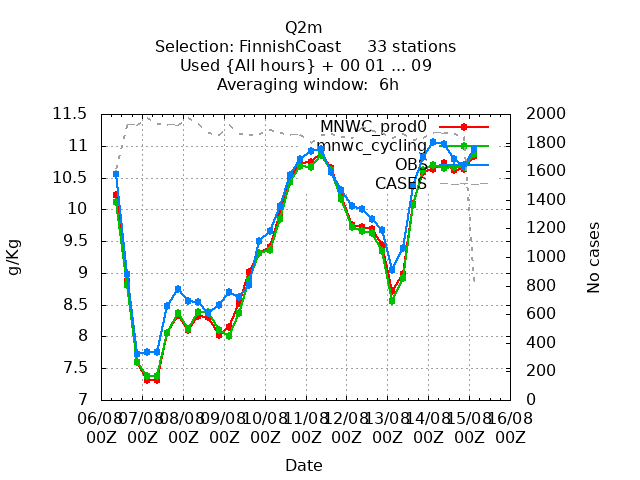 Q2m
Selection: FinnishCoast 33 stations
Used {All hours} + 00 01 ... 09
Averaging window: 6h
11.5
11
10.5
10
9.5
9
8.5
8
7.5
7
g/Kg
2000
1800
1600
1400
1200
1000
800
600
400
200
0
No cases
MNWC_prod0
mnwc_cycling
OBS
CASES
06/08 07/08 08/08 09/08 10/08 11/08 12/08 13/08 14/08 15/08 16/08
00Z 00Z 00Z 00Z 00Z 00Z 00Z 00Z 00Z 00Z 00Z
Date